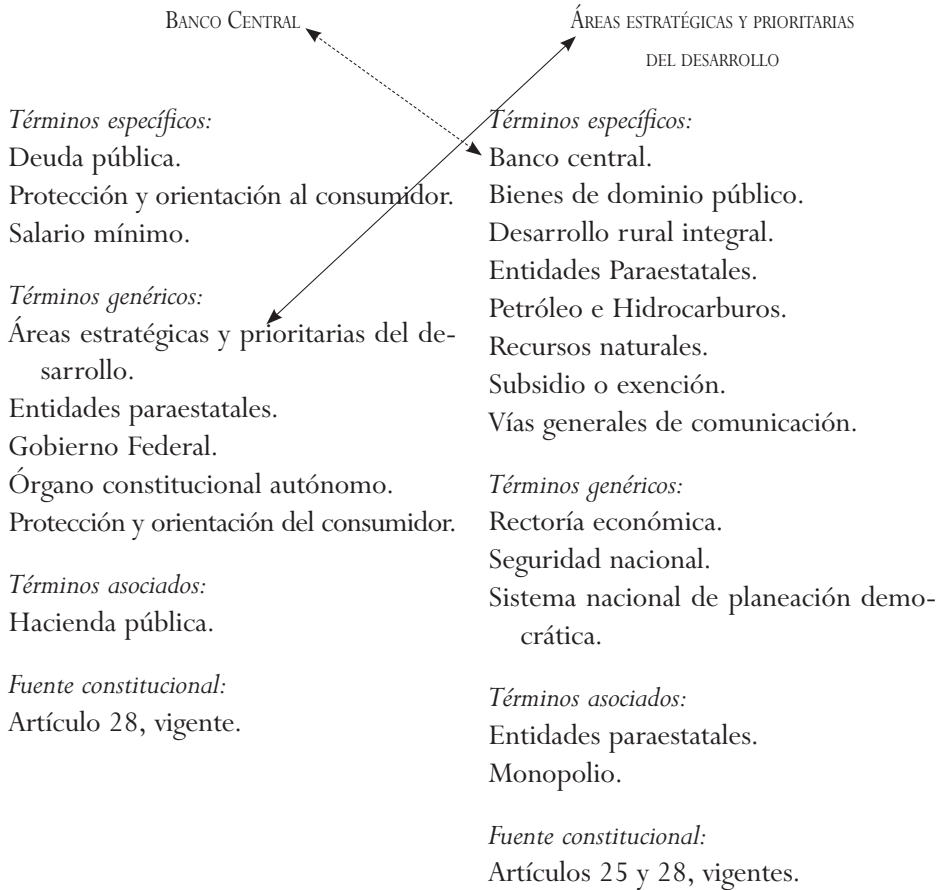 BANCO CENTRAL
Términos específicos:
Deuda pública.
Protección y orientación al consumidor.
Salario mínimo.
Términos genéricos:
Áreas estratégicas y prioritarias del de-
sarrollo.
Entidades paraestatales.
Gobierno Federal.
Órgano constitucional autónomo.
Protección y orientación del consumidor.
Términos asociados:
Hacienda pública.
Fuente constitucional:
Artículo 28, vigente.
ÁREAS ESTRATÉGICAS Y PRIORITARIAS
DEL DESARROLLO
Términos específicos:
Banco central.
Bienes de dominio público.
Desarrollo rural integral.
Entidades Paraestatales.
Petróleo e Hidrocarburos.
Recursos naturales.
Subsidio o exención.
Vías generales de comunicación.
Términos genéricos:
Rectoría económica.
Seguridad nacional.
Sistema nacional de planeación demo-
crática.
Términos asociados:
Entidades paraestatales.
Monopolio.
Fuente constitucional:
Artículos 25 y 28, vigentes.